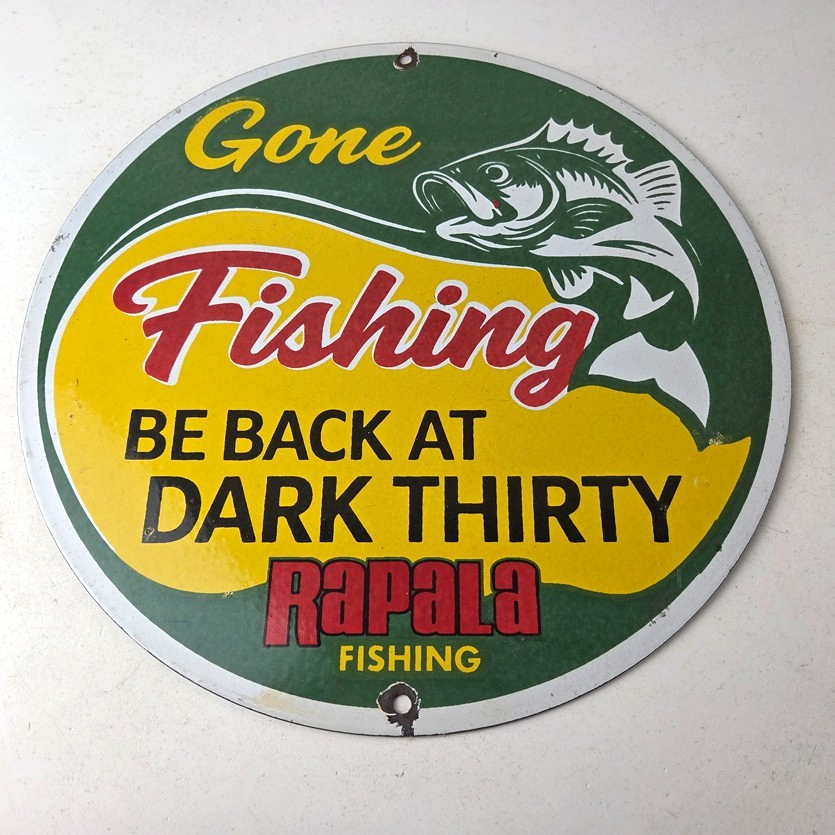 Gone
Fishing
BE BACK AT
DARK THIRTY
RAPALA
FISHING